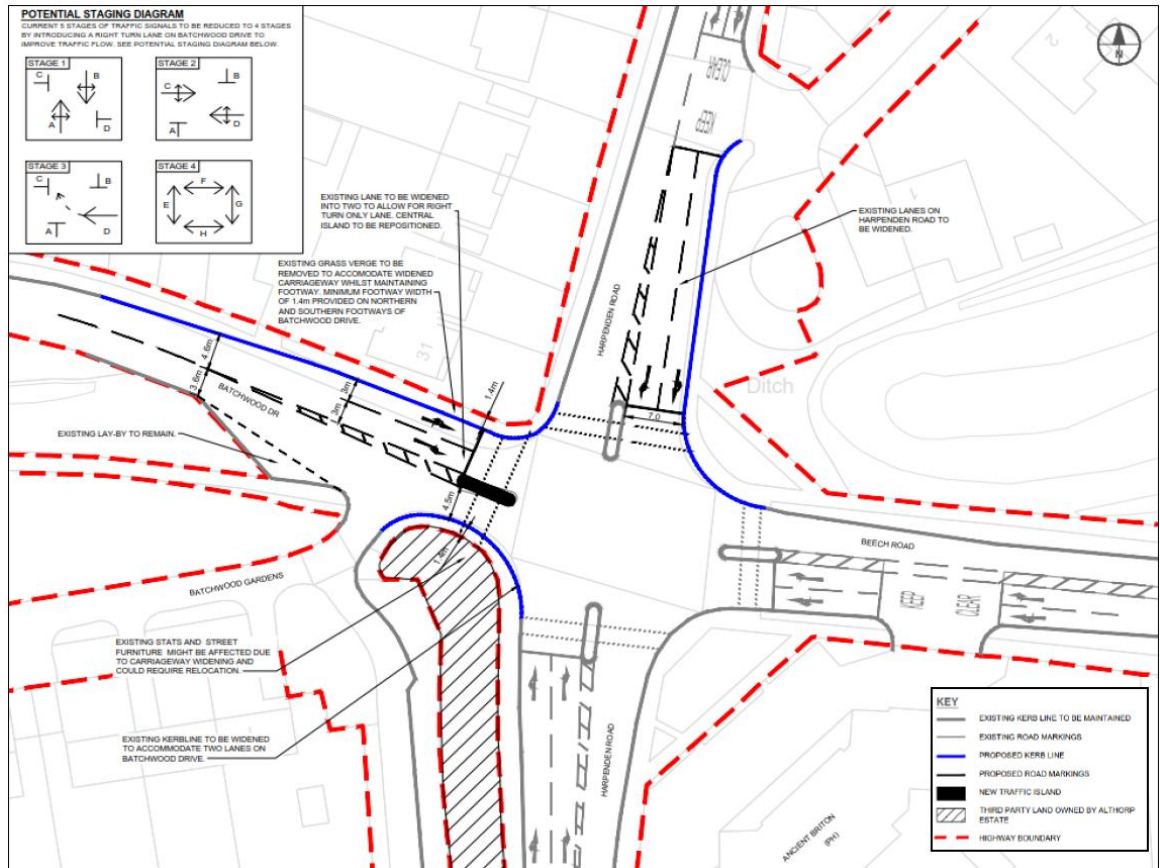 POTENTIAL STAGING DIAGRAM
CURRENT 5 STAGES OF TRAFFIC SIGNALS TO BE REDUCED TO 4 STAGES
BY INTRODUCING A RIGHT TURN LANE ON BATCHWOOD DRIVE TO
IMPROVE TRAFFIC FLOW. SEE POTENTIAL STAGING DIAGRAM BELOW.
STAGE 1
C
B
A
D
STAGE 2
B
C
A
D
STAGE 3
C
B
A
D
STAGE 4
F
E
G
H
N
CLEAR
KEEP
2
1
EXISTING LANE TO BE WIDENED
INTO TWO TO ALLOW FOR RIGHT
TURN ONLY LANE. CENTRAL
ISLAND TO BE REPOSITIONED.
EXISTING LANES ON
HARPENDEN ROAD TO
BE WIDENED.
EXISTING GRASS VERGE TO BE
REMOVED TO ACCOMODATE WIDENED
CARRIAGEWAY WHILST MAINTAINING
FOOTWAY. MINIMUM FOOTWAY WIDTH
OF 1.4m PROVIDED ON NORTHERN
AND SOUTHERN FOOTWAYS OF
BATCHWOOD DRIVE.
HARPENDEN ROAD
31
Ditch
4.6m
3.6m
BATCHWOOD DR
3m
3m
1.4m
7.0
EXISTING LAY-BY TO REMAIN.
4.5m
1.4m
BEECH ROAD
KEEP
CLEAR
BATCHWOOD GARDENS
EXISTING STATS AND STREET
FURNITURE MIGHT BE AFFECTED DUE
TO CARRIAGEWAY WIDENING AND
COULD REQUIRE RELOCATION.
EXISTING KERBLINE TO BE WIDENED
TO ACCOMMODATE TWO LANES ON
BATCHWOOD DRIVE.
HARPENDEN ROAD
ANCIENT BRITON
(PH)
KEY
EXISTING KERB LINE TO BE MAINTAINED
EXISTING ROAD MARKINGS
PROPOSED KERB LINE
PROPOSED ROAD MARKINGS
NEW TRAFFIC ISLAND
THIRD PARTY LAND OWNED BY ALTHORP
ESTATE
HIGHWAY BOUNDARY